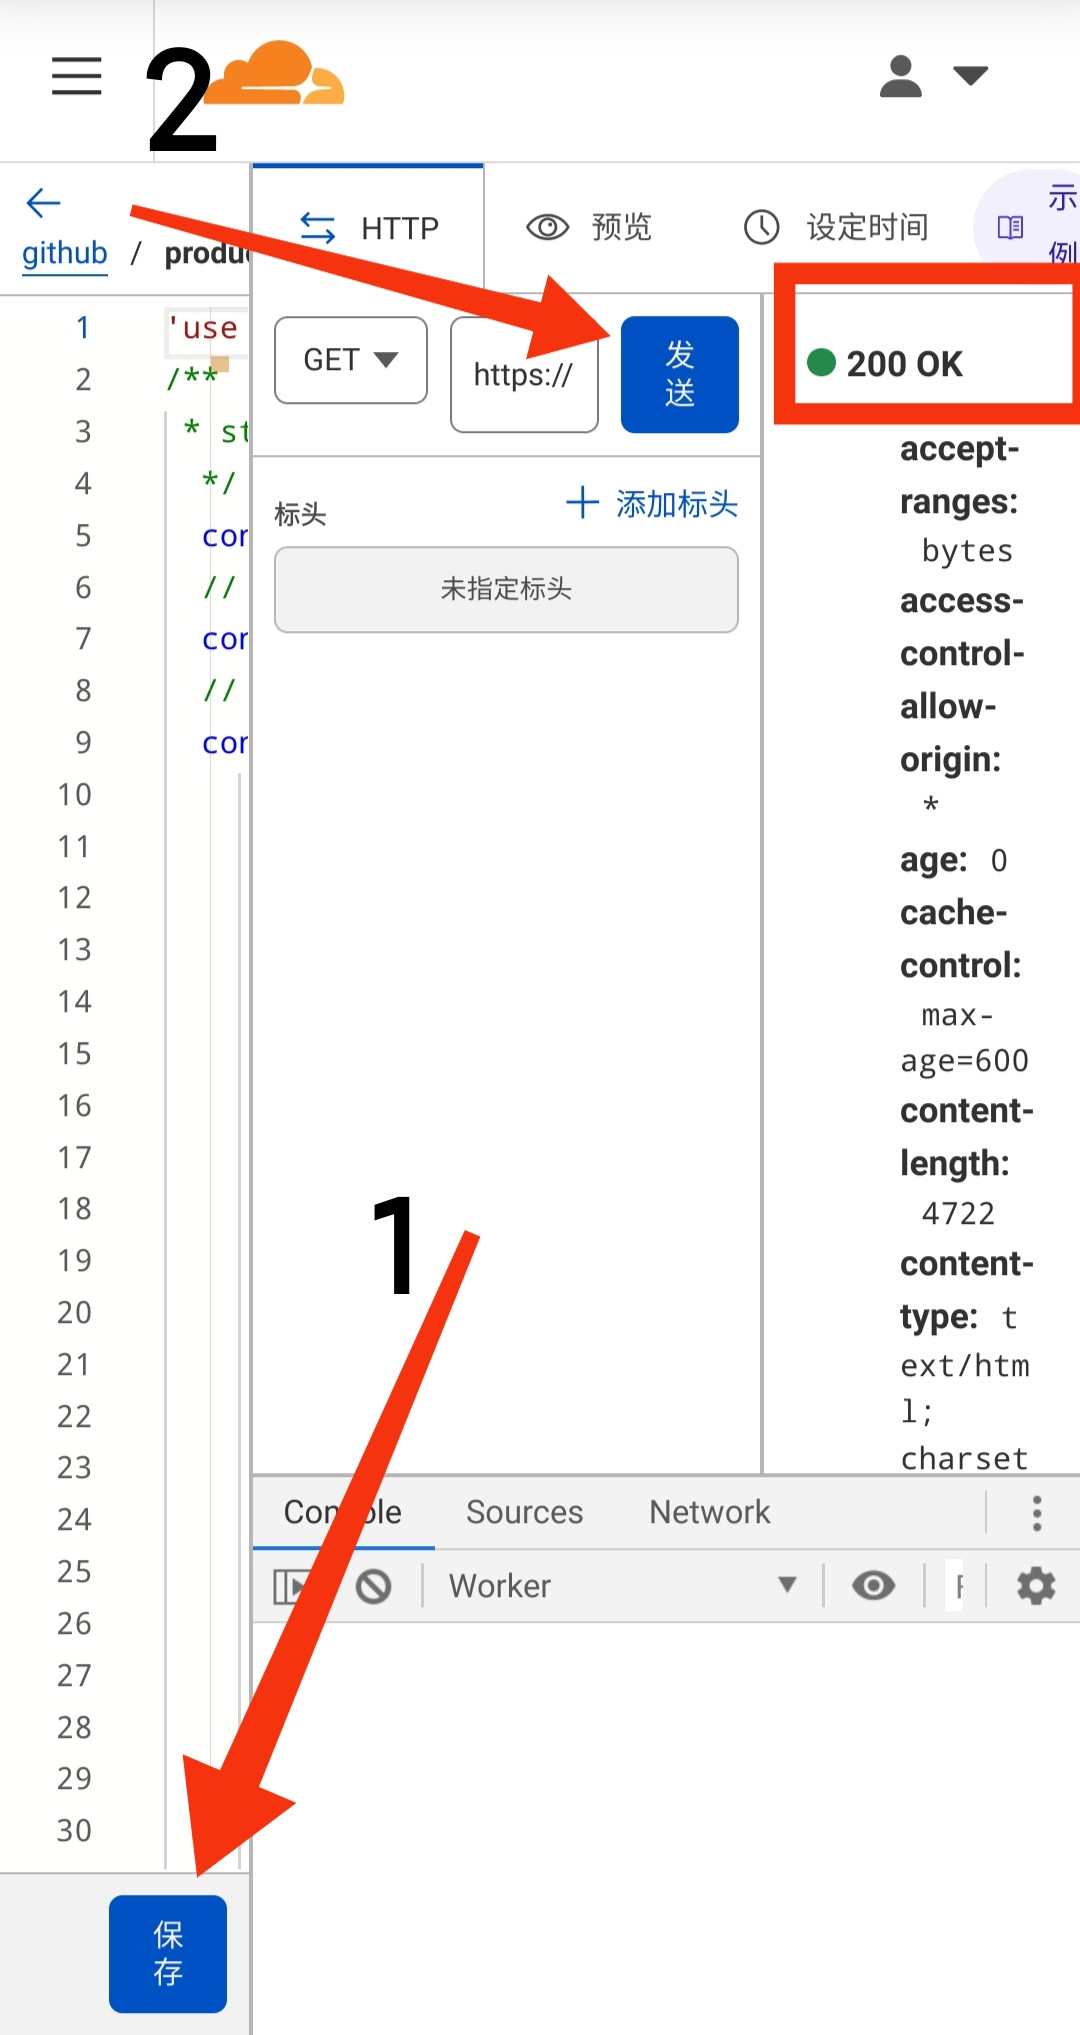 2
github / produ
HTTP
预览
设定时间
示
例
1
2
3
4
5
6
7
8
9
10
11
12
13
14
15
16
17
18
19
20
21
22
23
24
25
26
27
28
29
30
'use
/**
* st
*/
cor
//
cor
//
cor
GET
https://
发
送
标头
添加标头
未指定标头
200 OK
accept-
ranges:
bytes
access-
control-
allow-
origin:
*
age: 0
cache-
control:
max-
age=600
content-
length:
4722
content-
type: t
ext/htm
l;
charset
1
Console
Sources
Network
Worker
保
存